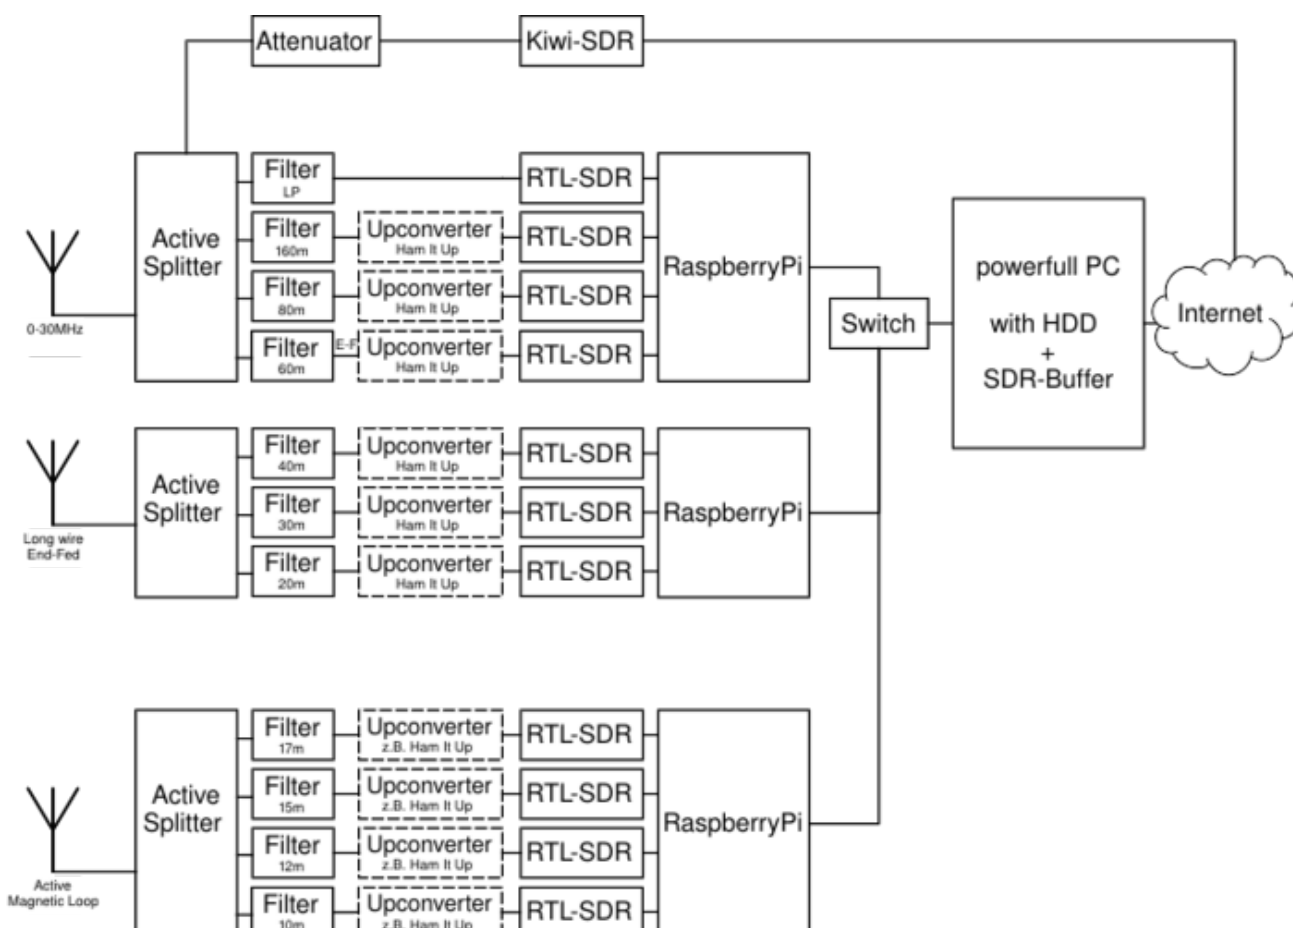 Attenuator
Kiwi-SDR
Filter
LP
RTL-SDR
Filter
160m
Upconverter
Ham It Up
RTL-SDR
Active
Splitter
RaspberryPi
Filter
80m
Upconverter
Ham It Up
RTL-SDR
0-30MHz
Filter
60m
E-F
Upconverter
Ham It Up
RTL-SDR
Switch
powerfull PC
with HDD
+
SDR-Buffer
Internet
Filter
40m
Upconverter
Ham It Up
RTL-SDR
Active
Splitter
Filter
30m
Upconverter
Ham It Up
RTL-SDR
RaspberryPi
Long wire
End-Fed
Filter
20m
Upconverter
Ham It Up
RTL-SDR
Filter
17m
Upconverter
z.B. Ham It Up
RTL-SDR
Active
Splitter
Filter
15m
Upconverter
z.B. Ham It Up
RTL-SDR
RaspberryPi
Filter
12m
Upconverter
z.B. Ham It Up
RTL-SDR
Active
Magnetic Loop
Filter
10m
Upconverter
z.B. Ham It Up
RTL-SDR